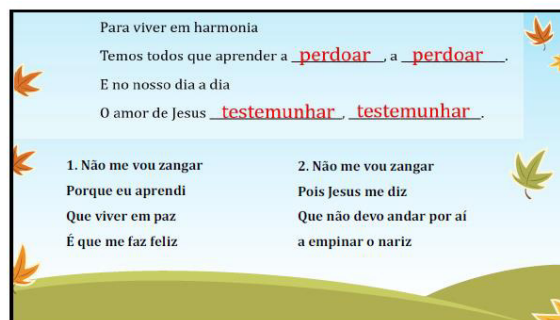 Para viver em harmonia
Temos todos que aprender a perdoar, a perdoar.
E no nosso dia a dia
O amor de Jesus testemunhar, testemunhar.
1. Não me vou zangar
Porque eu aprendi
Que viver em paz
É que me faz feliz
2. Não me vou zangar
Pois Jesus me diz
Que não devo andar por aí
a empinar o nariz